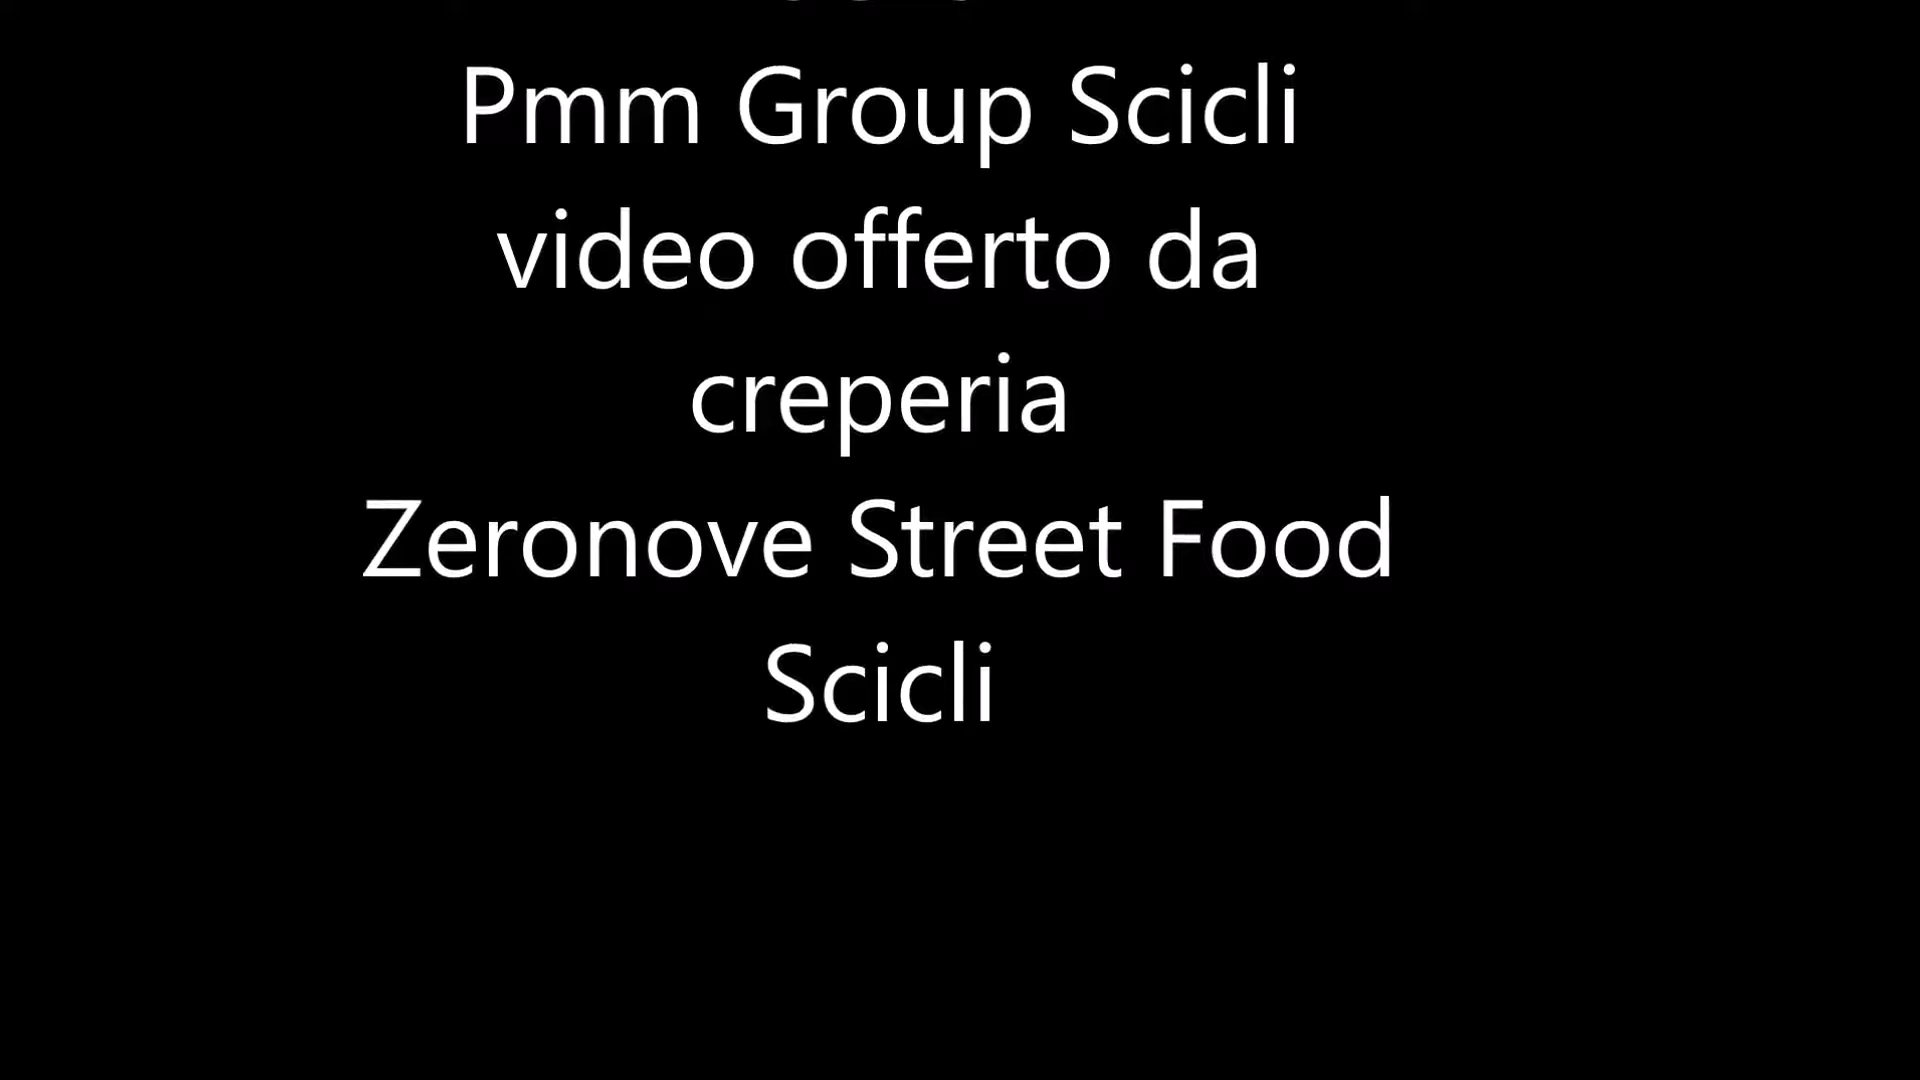 Pmm Group Scicli
video offerto da
creperia
Zeronove Street Food
Scicli